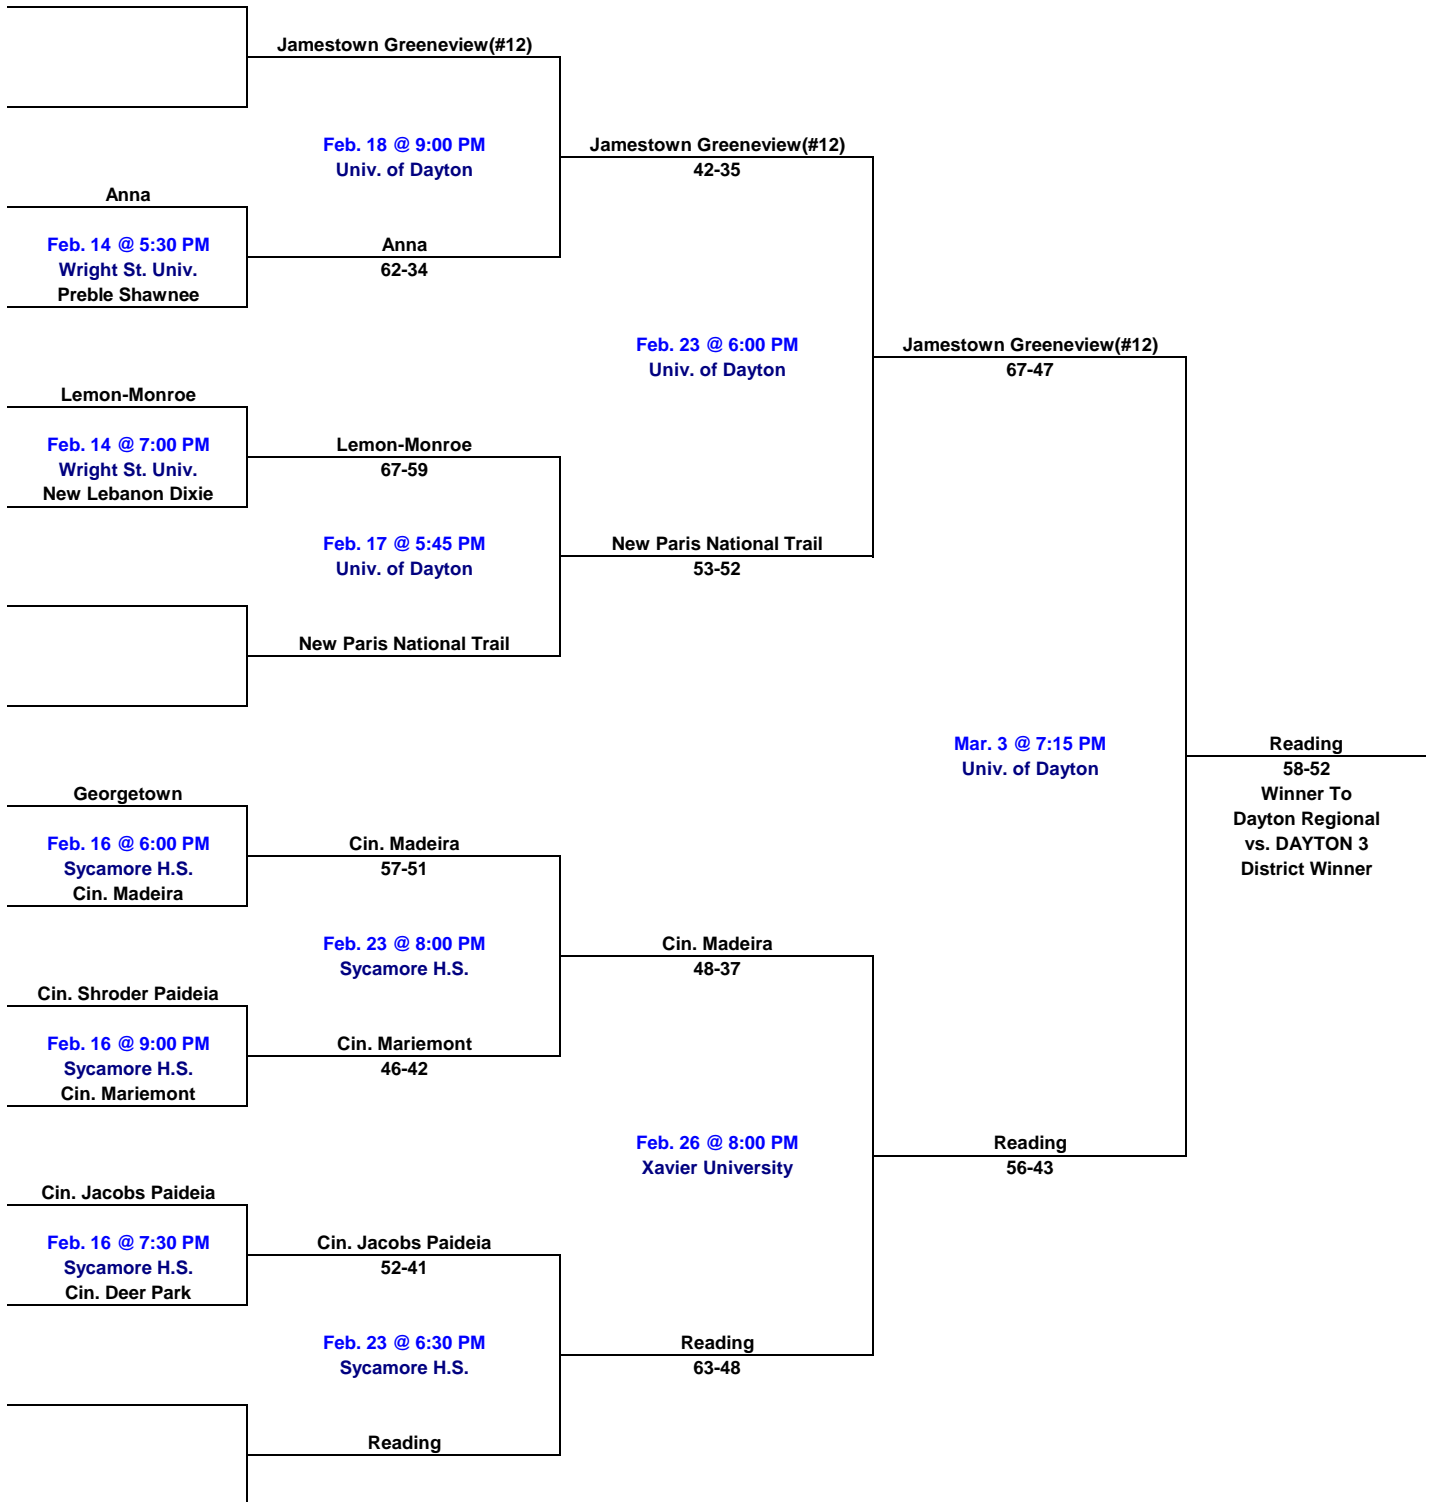 Jamestown Greeneview(#12)
Feb. 18 @ 9:00 PM
Univ. of Dayton
Jamestown Greeneview(#12)
42-35
Anna
Feb. 14 @ 5:30 PM
Wright St. Univ.
Preble Shawnee
Anna
62-34
Feb. 23 @ 6:00 PM
Univ. of Dayton
Jamestown Greeneview(#12)
67-47
Lemon-Monroe
Feb. 14 @ 7:00 PM
Wright St. Univ.
New Lebanon Dixie
Lemon-Monroe
67-59
Feb. 17 @ 5:45 PM
Univ. of Dayton
New Paris National Trail
53-52
New Paris National Trail
Mar. 3 @ 7:15 PM
Univ. of Dayton
Reading
58-52
Winner To
Dayton Regional
vs. DAYTON 3
District Winner
Georgetown
Feb. 16 @ 6:00 PM
Sycamore H.S.
Cin. Madeira
Cin. Madeira
57-51
Feb. 23 @ 8:00 PM
Sycamore H.S.
Cin. Madeira
48-37
Cin. Shroder Paideia
Feb. 16 @ 9:00 PM
Sycamore H.S.
Cin. Mariemont
Cin. Mariemont
46-42
Feb. 26 @ 8:00 PM
Xavier University
Reading
56-43
Cin. Jacobs Paideia
Feb. 16 @ 7:30 PM
Sycamore H.S.
Cin. Deer Park
Cin. Jacobs Paideia
52-41
Feb. 23 @ 6:30 PM
Sycamore H.S.
Reading
63-48
Reading